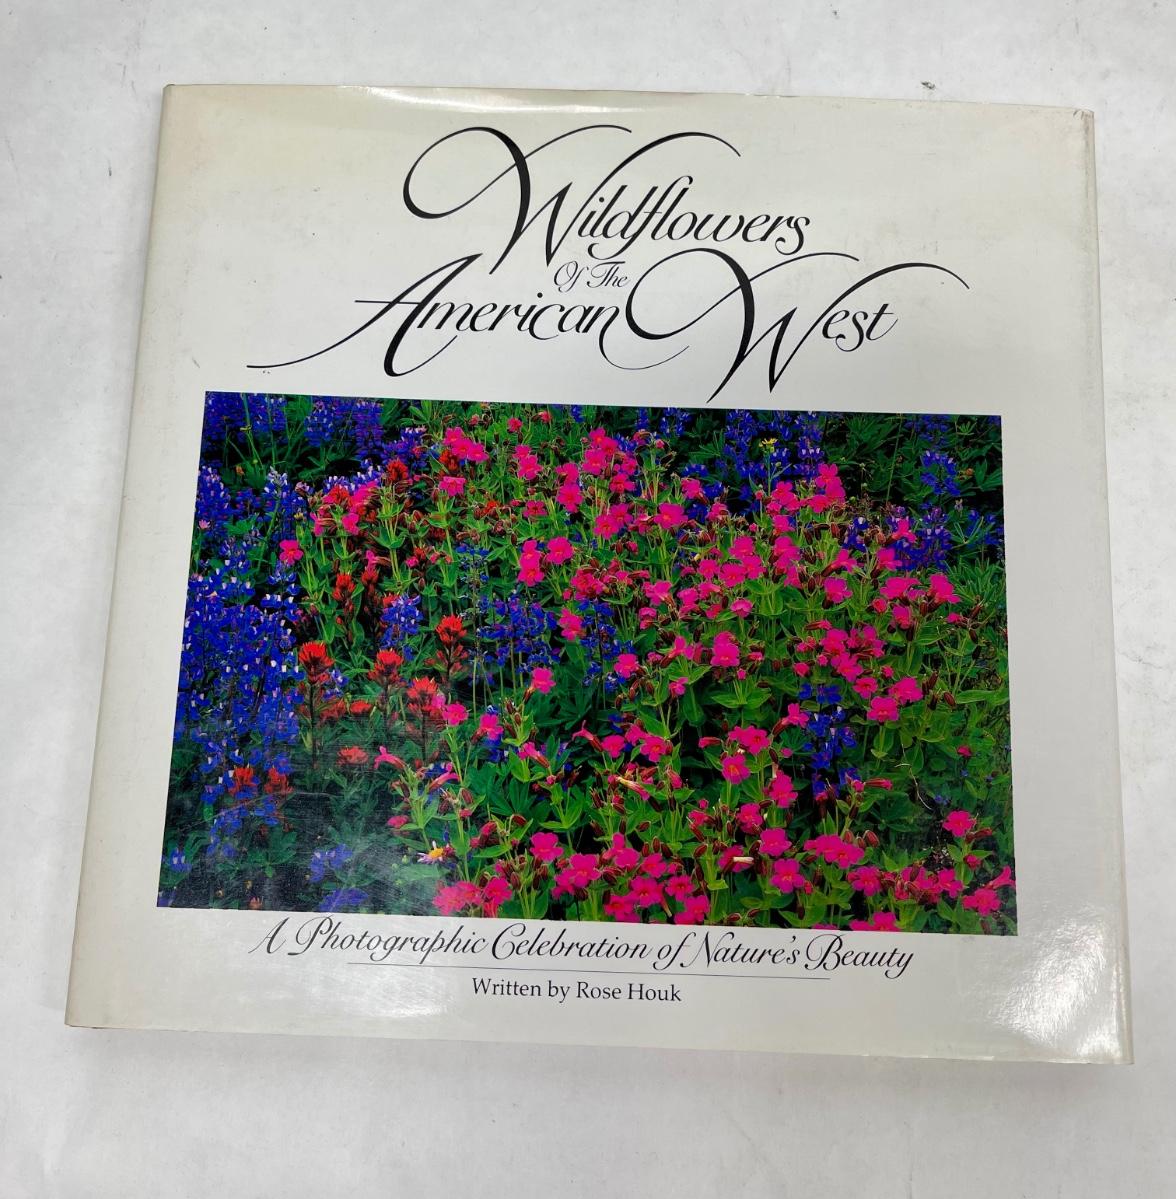 Wildflowers
Of The
American West
A Photographic Celebration of Nature's Beauty
Written by Rose Houk